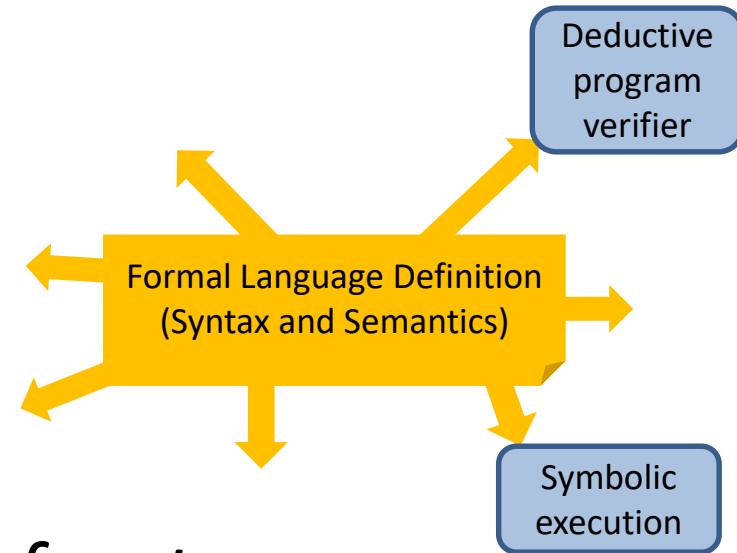 Deductive
program
verifier
Formal Language Definition
(Syntax and Semantics)
Symbolic
execution